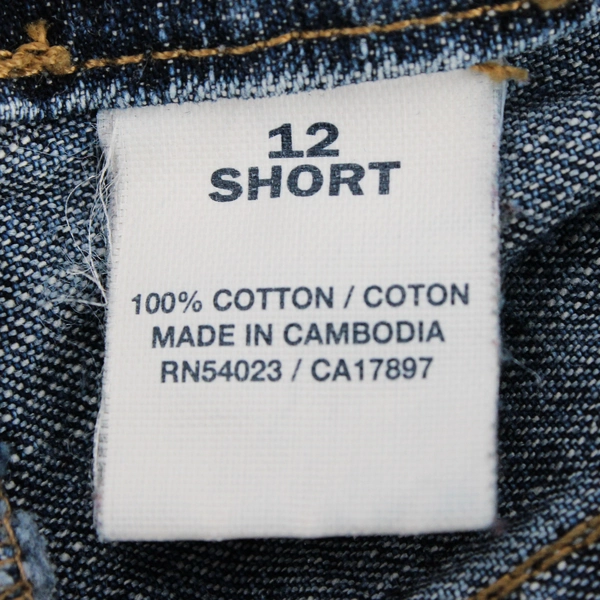 12
SHORT
100% COTTON / COTON
MADE IN CAMBODIA
RN54023 / CA17897